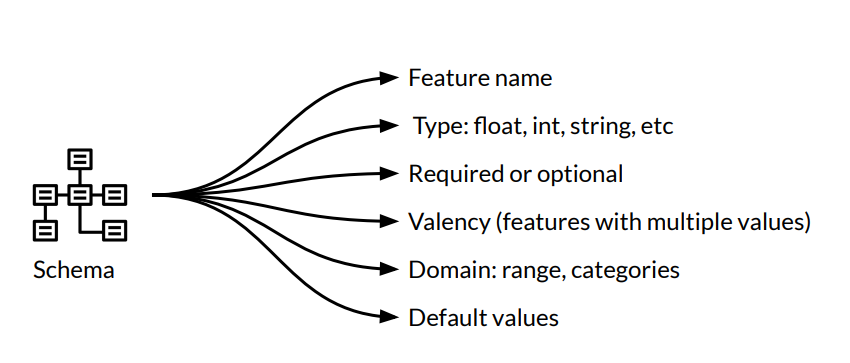 Feature name
Type: float, int, string, etc
Required or optional
Valency (features with multiple values)
Domain: range, categories
Default values
Schema